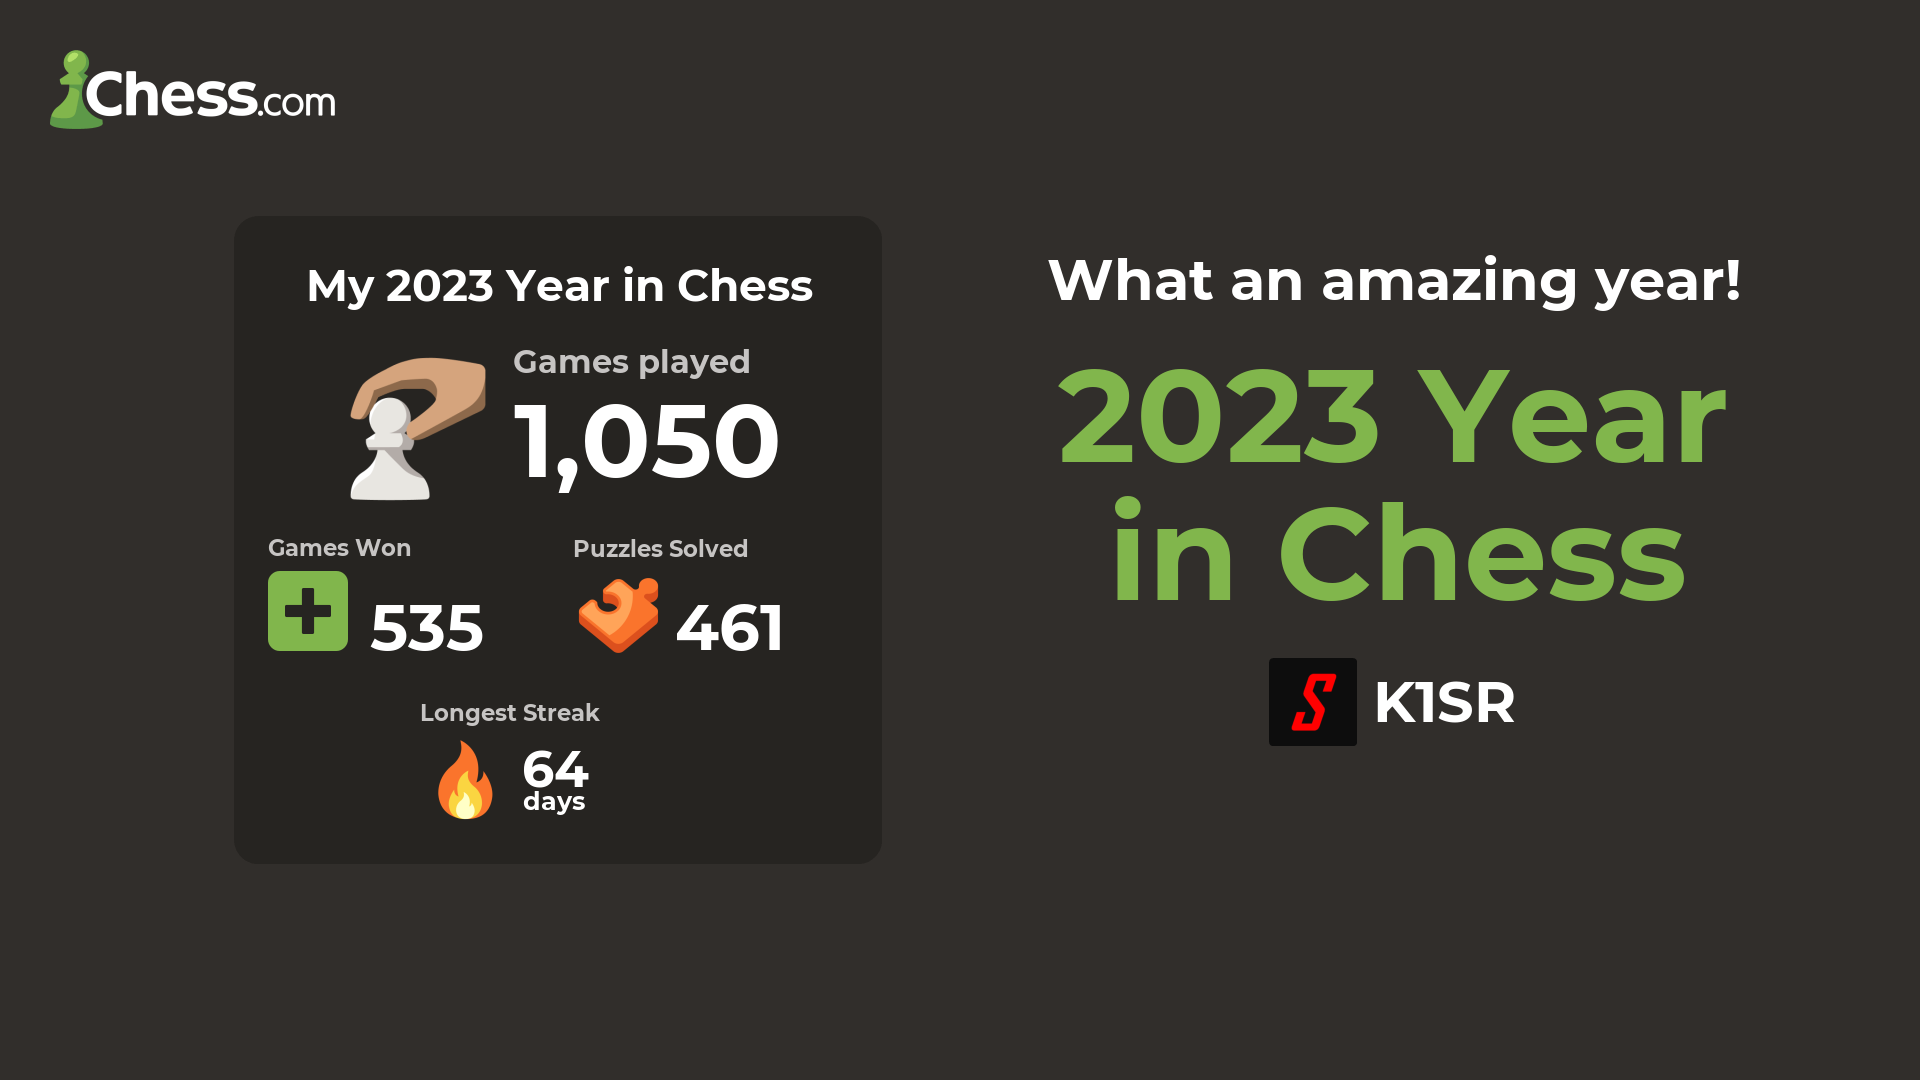 Chess.com
My 2023 Year in Chess
Games played
1,050
Games Won
535
Puzzles Solved
461
Longest Streak
64
days
What an amazing year!
2023 Year
in Chess
S
K1SR